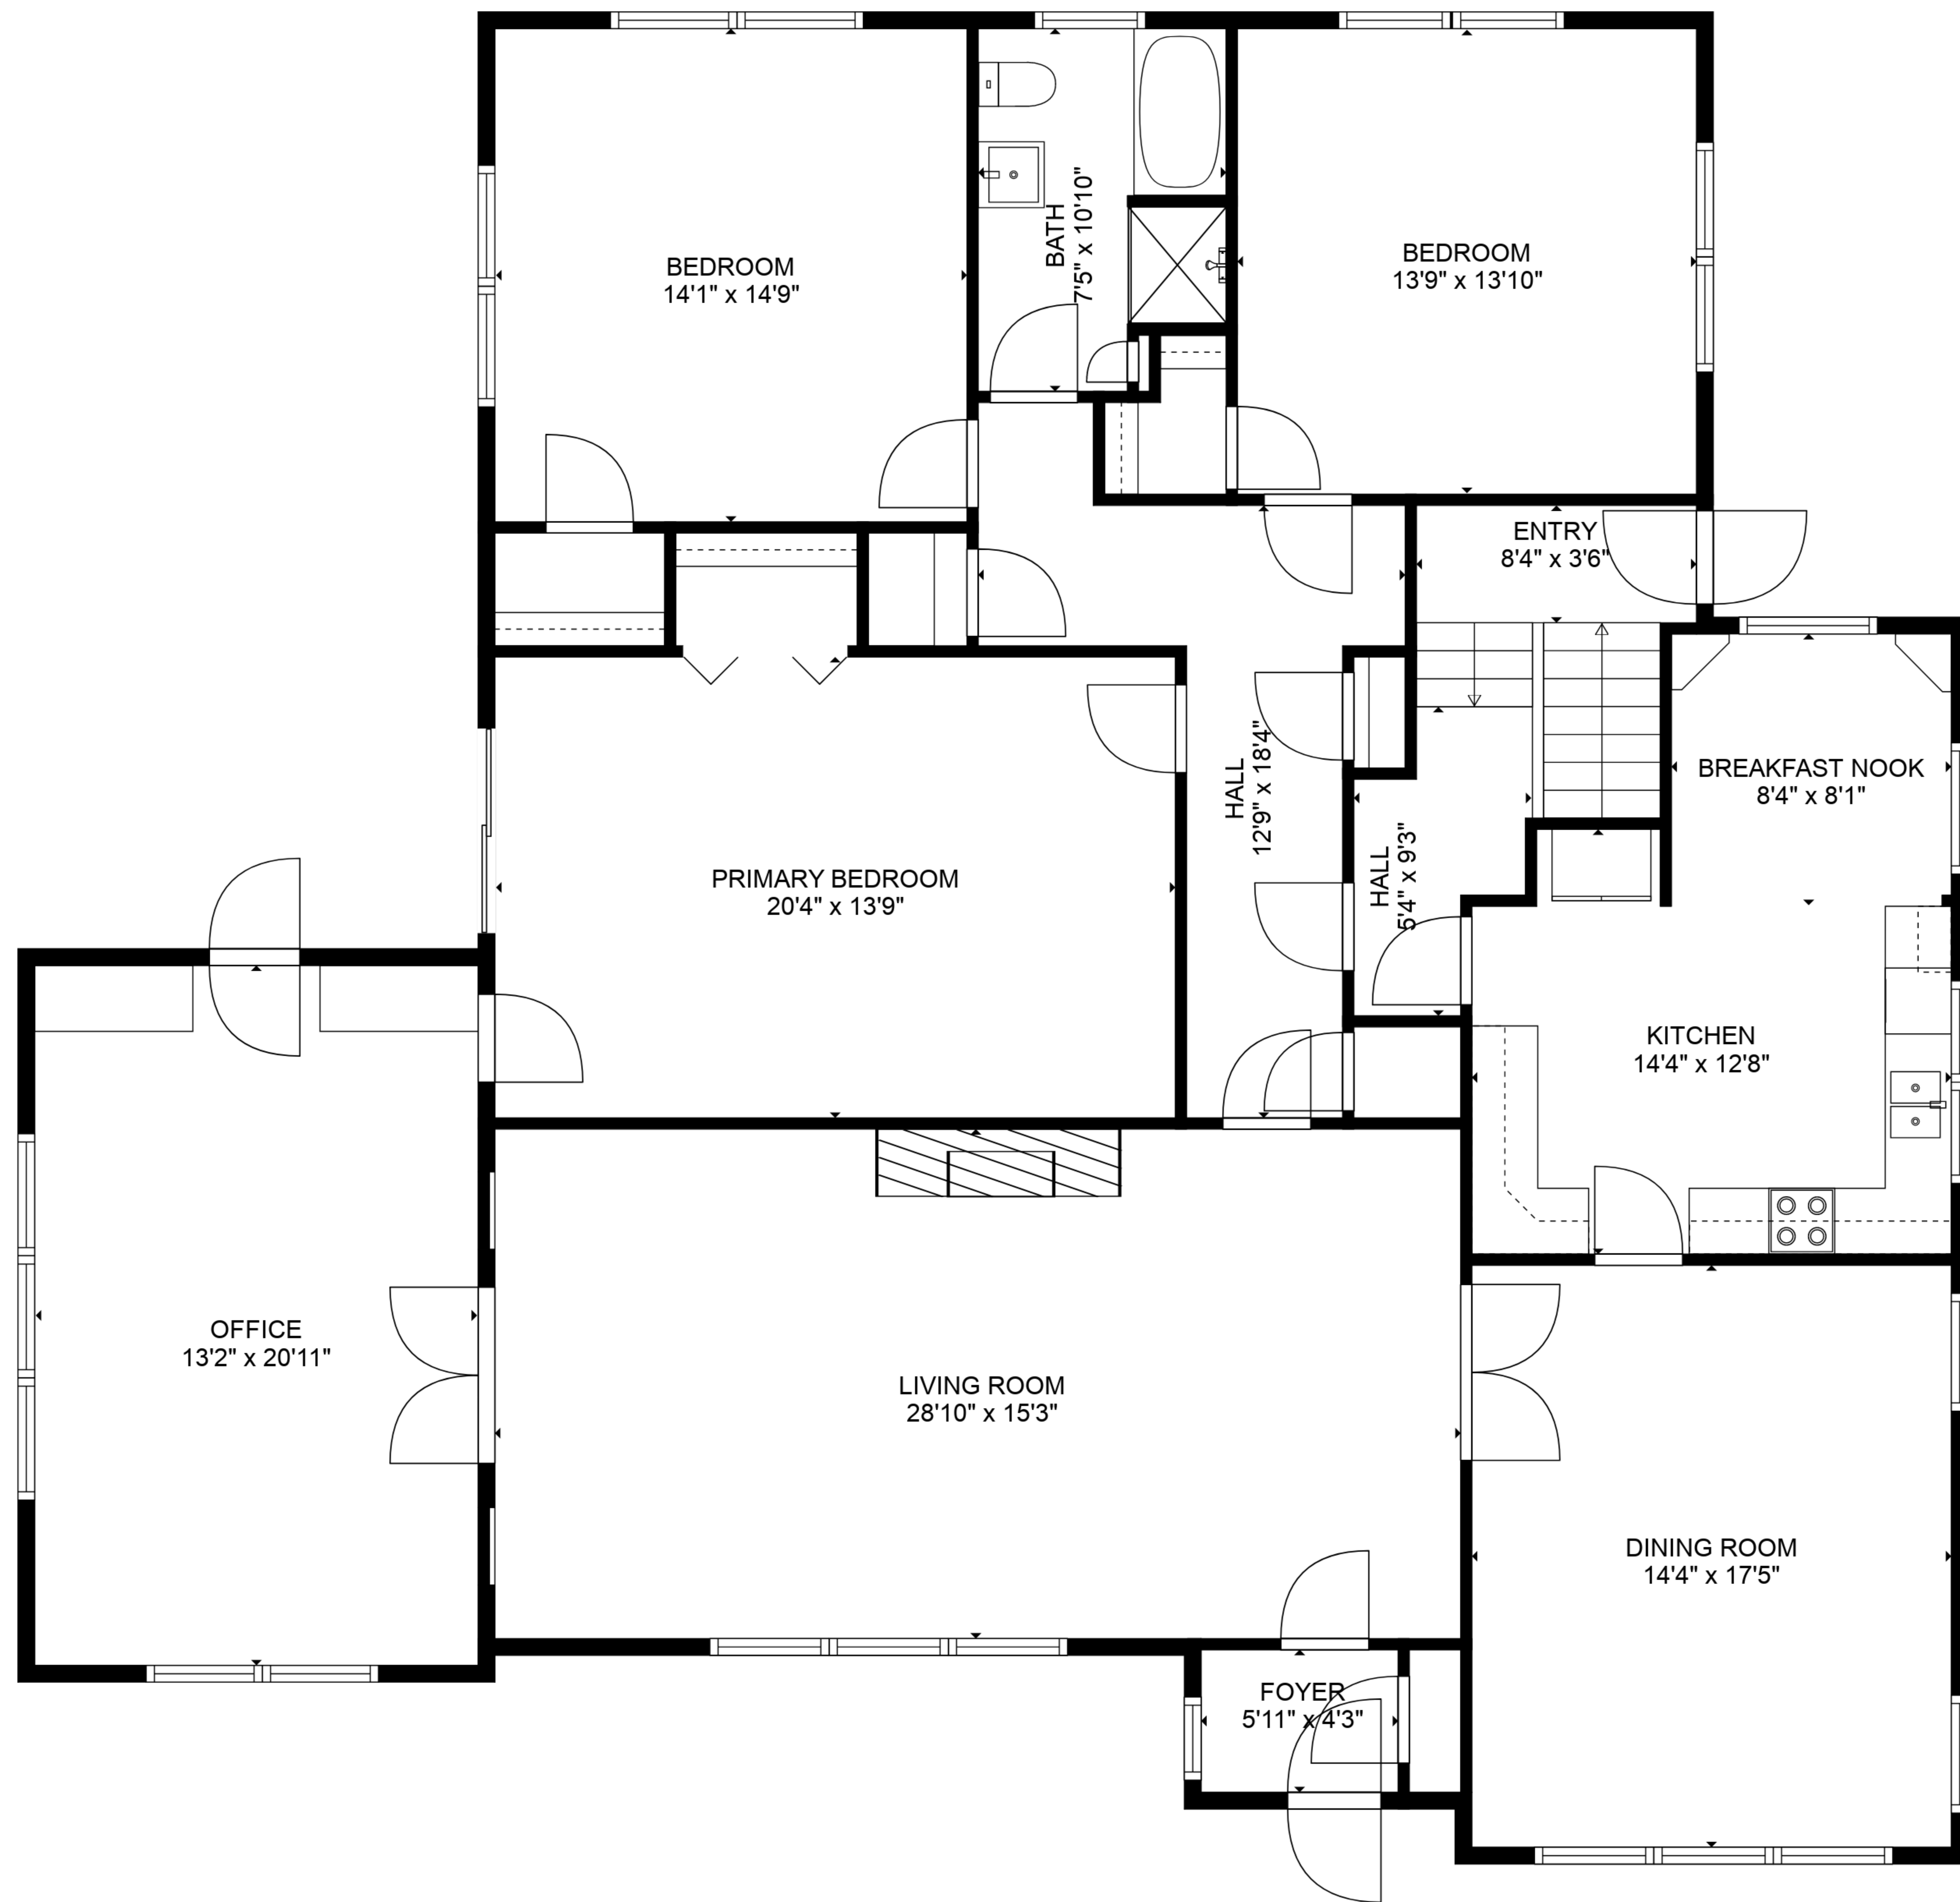 BEDROOM
14'1" x 14'9"
BATH
7'5" x 10'10"
BEDROOM
13'9" x 13'10"
ENTRY
8'4" x 3'6"
BREAKFAST NOOK
8'4" x 8'1"
HALL
12'9" x 18'4"
HALL
5'4" x 9'3"
PRIMARY BEDROOM
20'4" x 13'9"
KITCHEN
14'4" x 12'8"
OFFICE
13'2" x 20'11"
LIVING ROOM
28'10" x 15'3"
DINING ROOM
14'4" x 17'5"
FOYER
5'11" x 4'3"